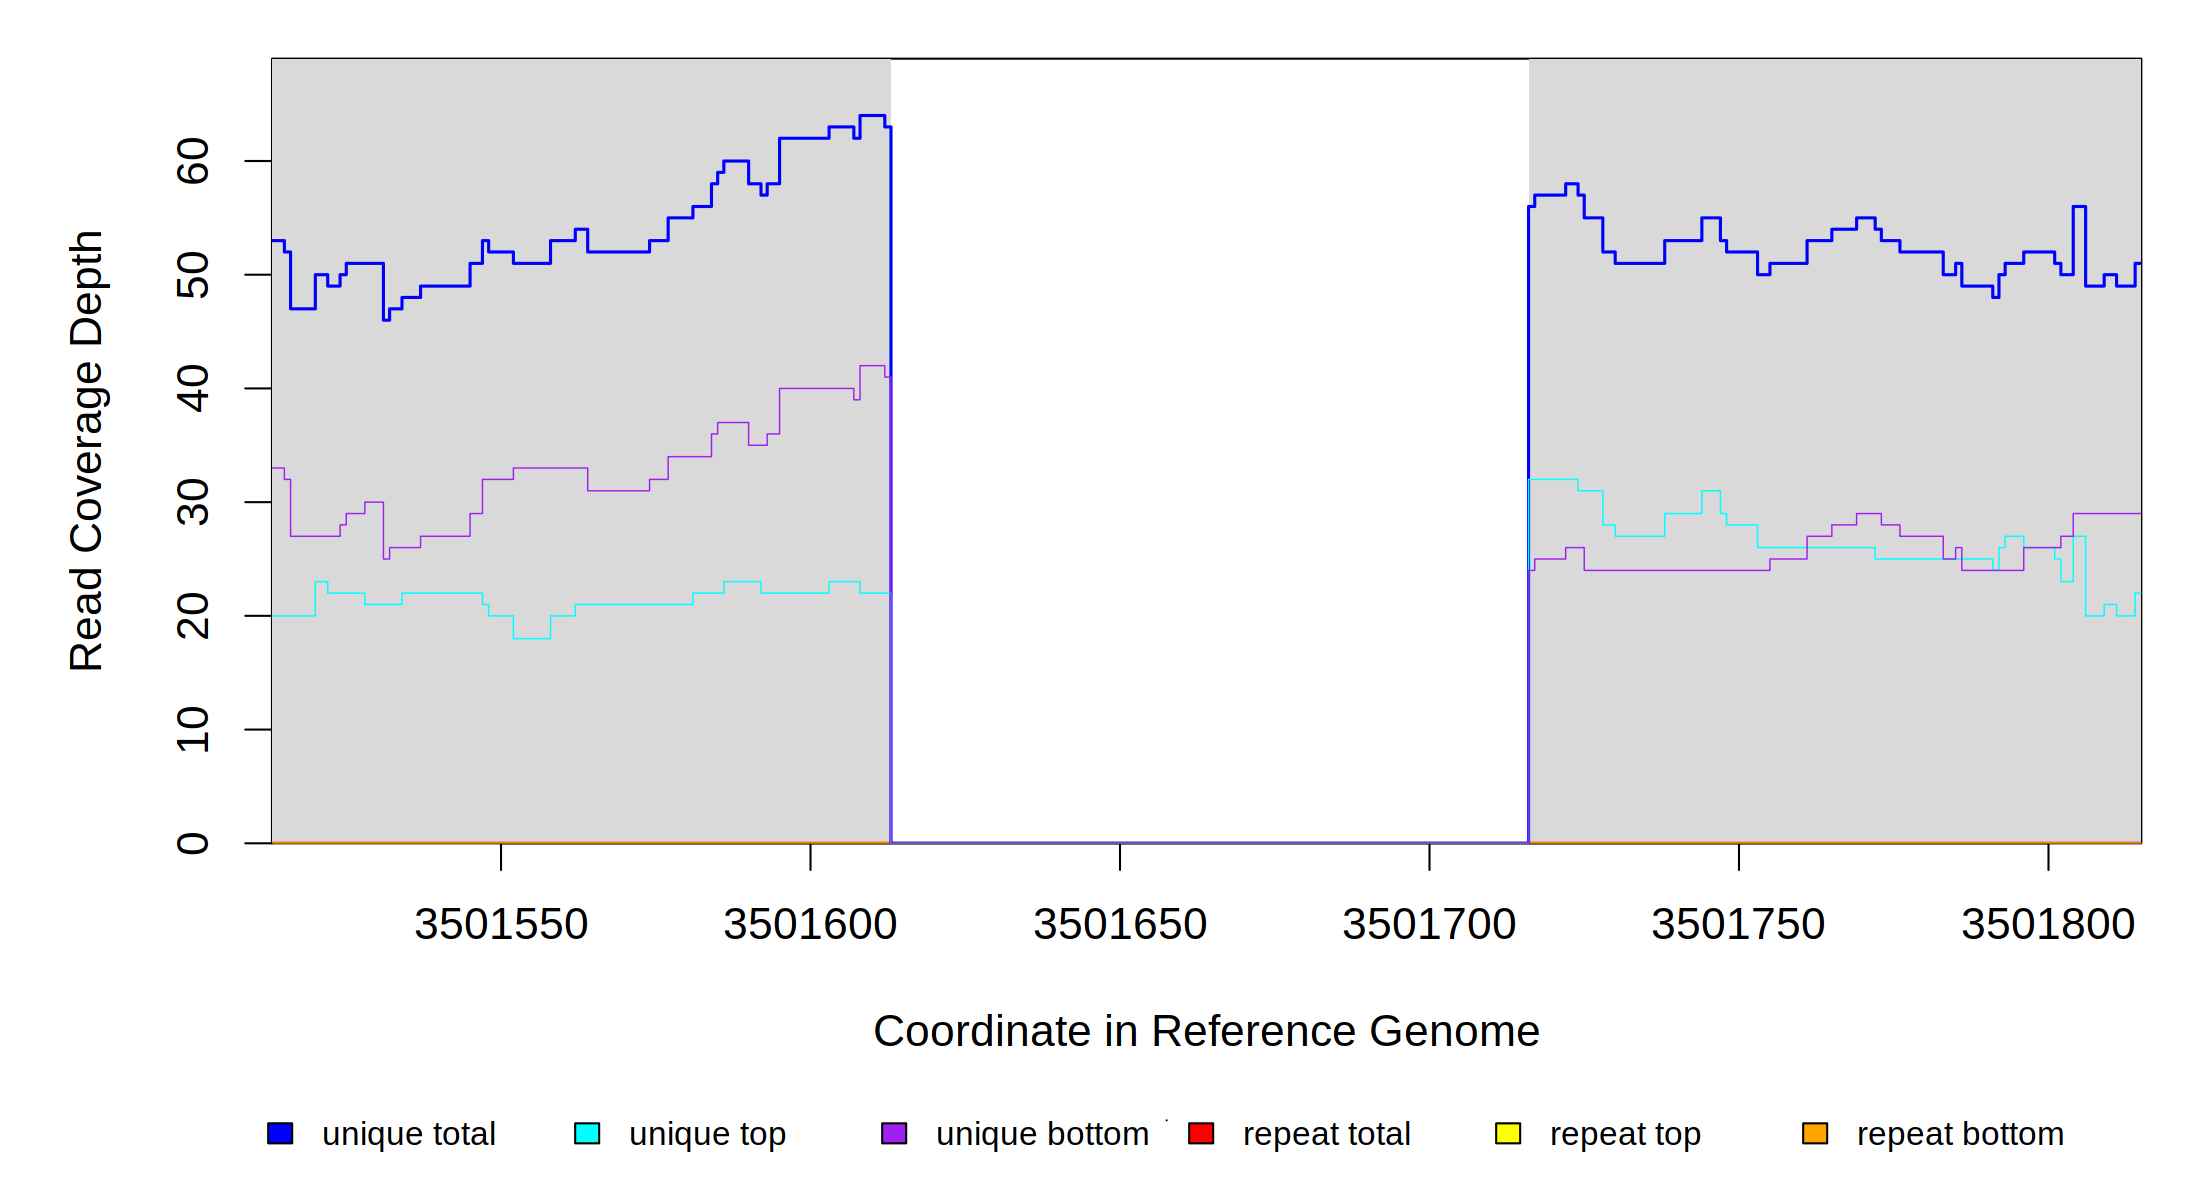 60
50
40
30
20
10
0
Read Coverage Depth
3501550 3501600 3501650 3501700 3501750 3501800
Coordinate in Reference Genome
unique total unique top unique bottom repeat total repeat top repeat bottom